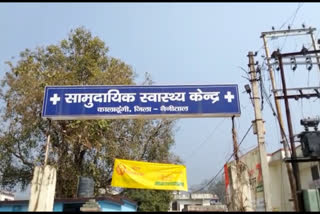 सामुदायिक स्वास्थ्य केन्द्र
कालाढूंगी, जिला - नैनीताल